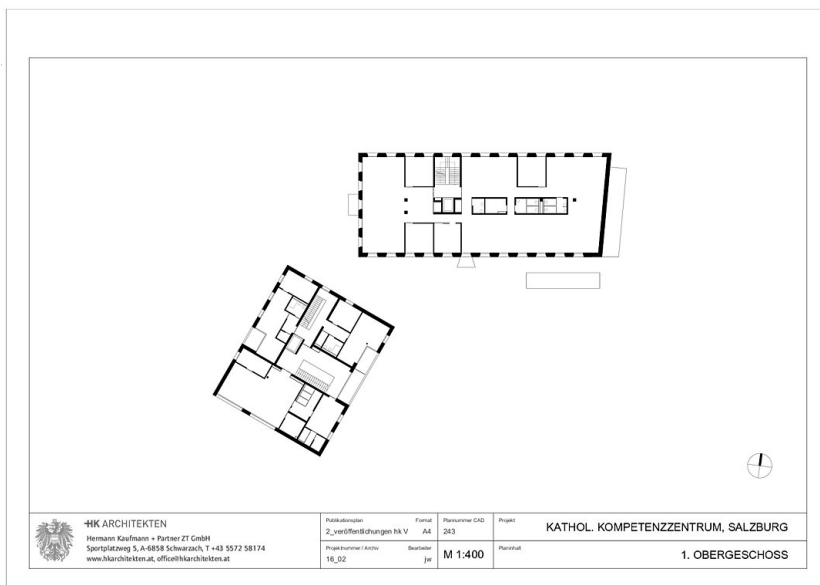 HK ARCHITEKTEN
Hermann Kaufmann + Partner ZT GmbH
Sportplatzweg 5, A-6858 Schwarzach, T +43 5572 58174
www.hkarchitekten.at, office@hkarchitekten.at
Publikationsplan Format
2_veröffentlichungen hk V A4
Projektnummer / Archiv Bearbeiter
16_02 jw
Plannummer CAD
243
M 1:400
Projekt
KATHOL. KOMPETENZZENTRUM, SALZBURG
Planinhalt
1. OBERGESCHOSS